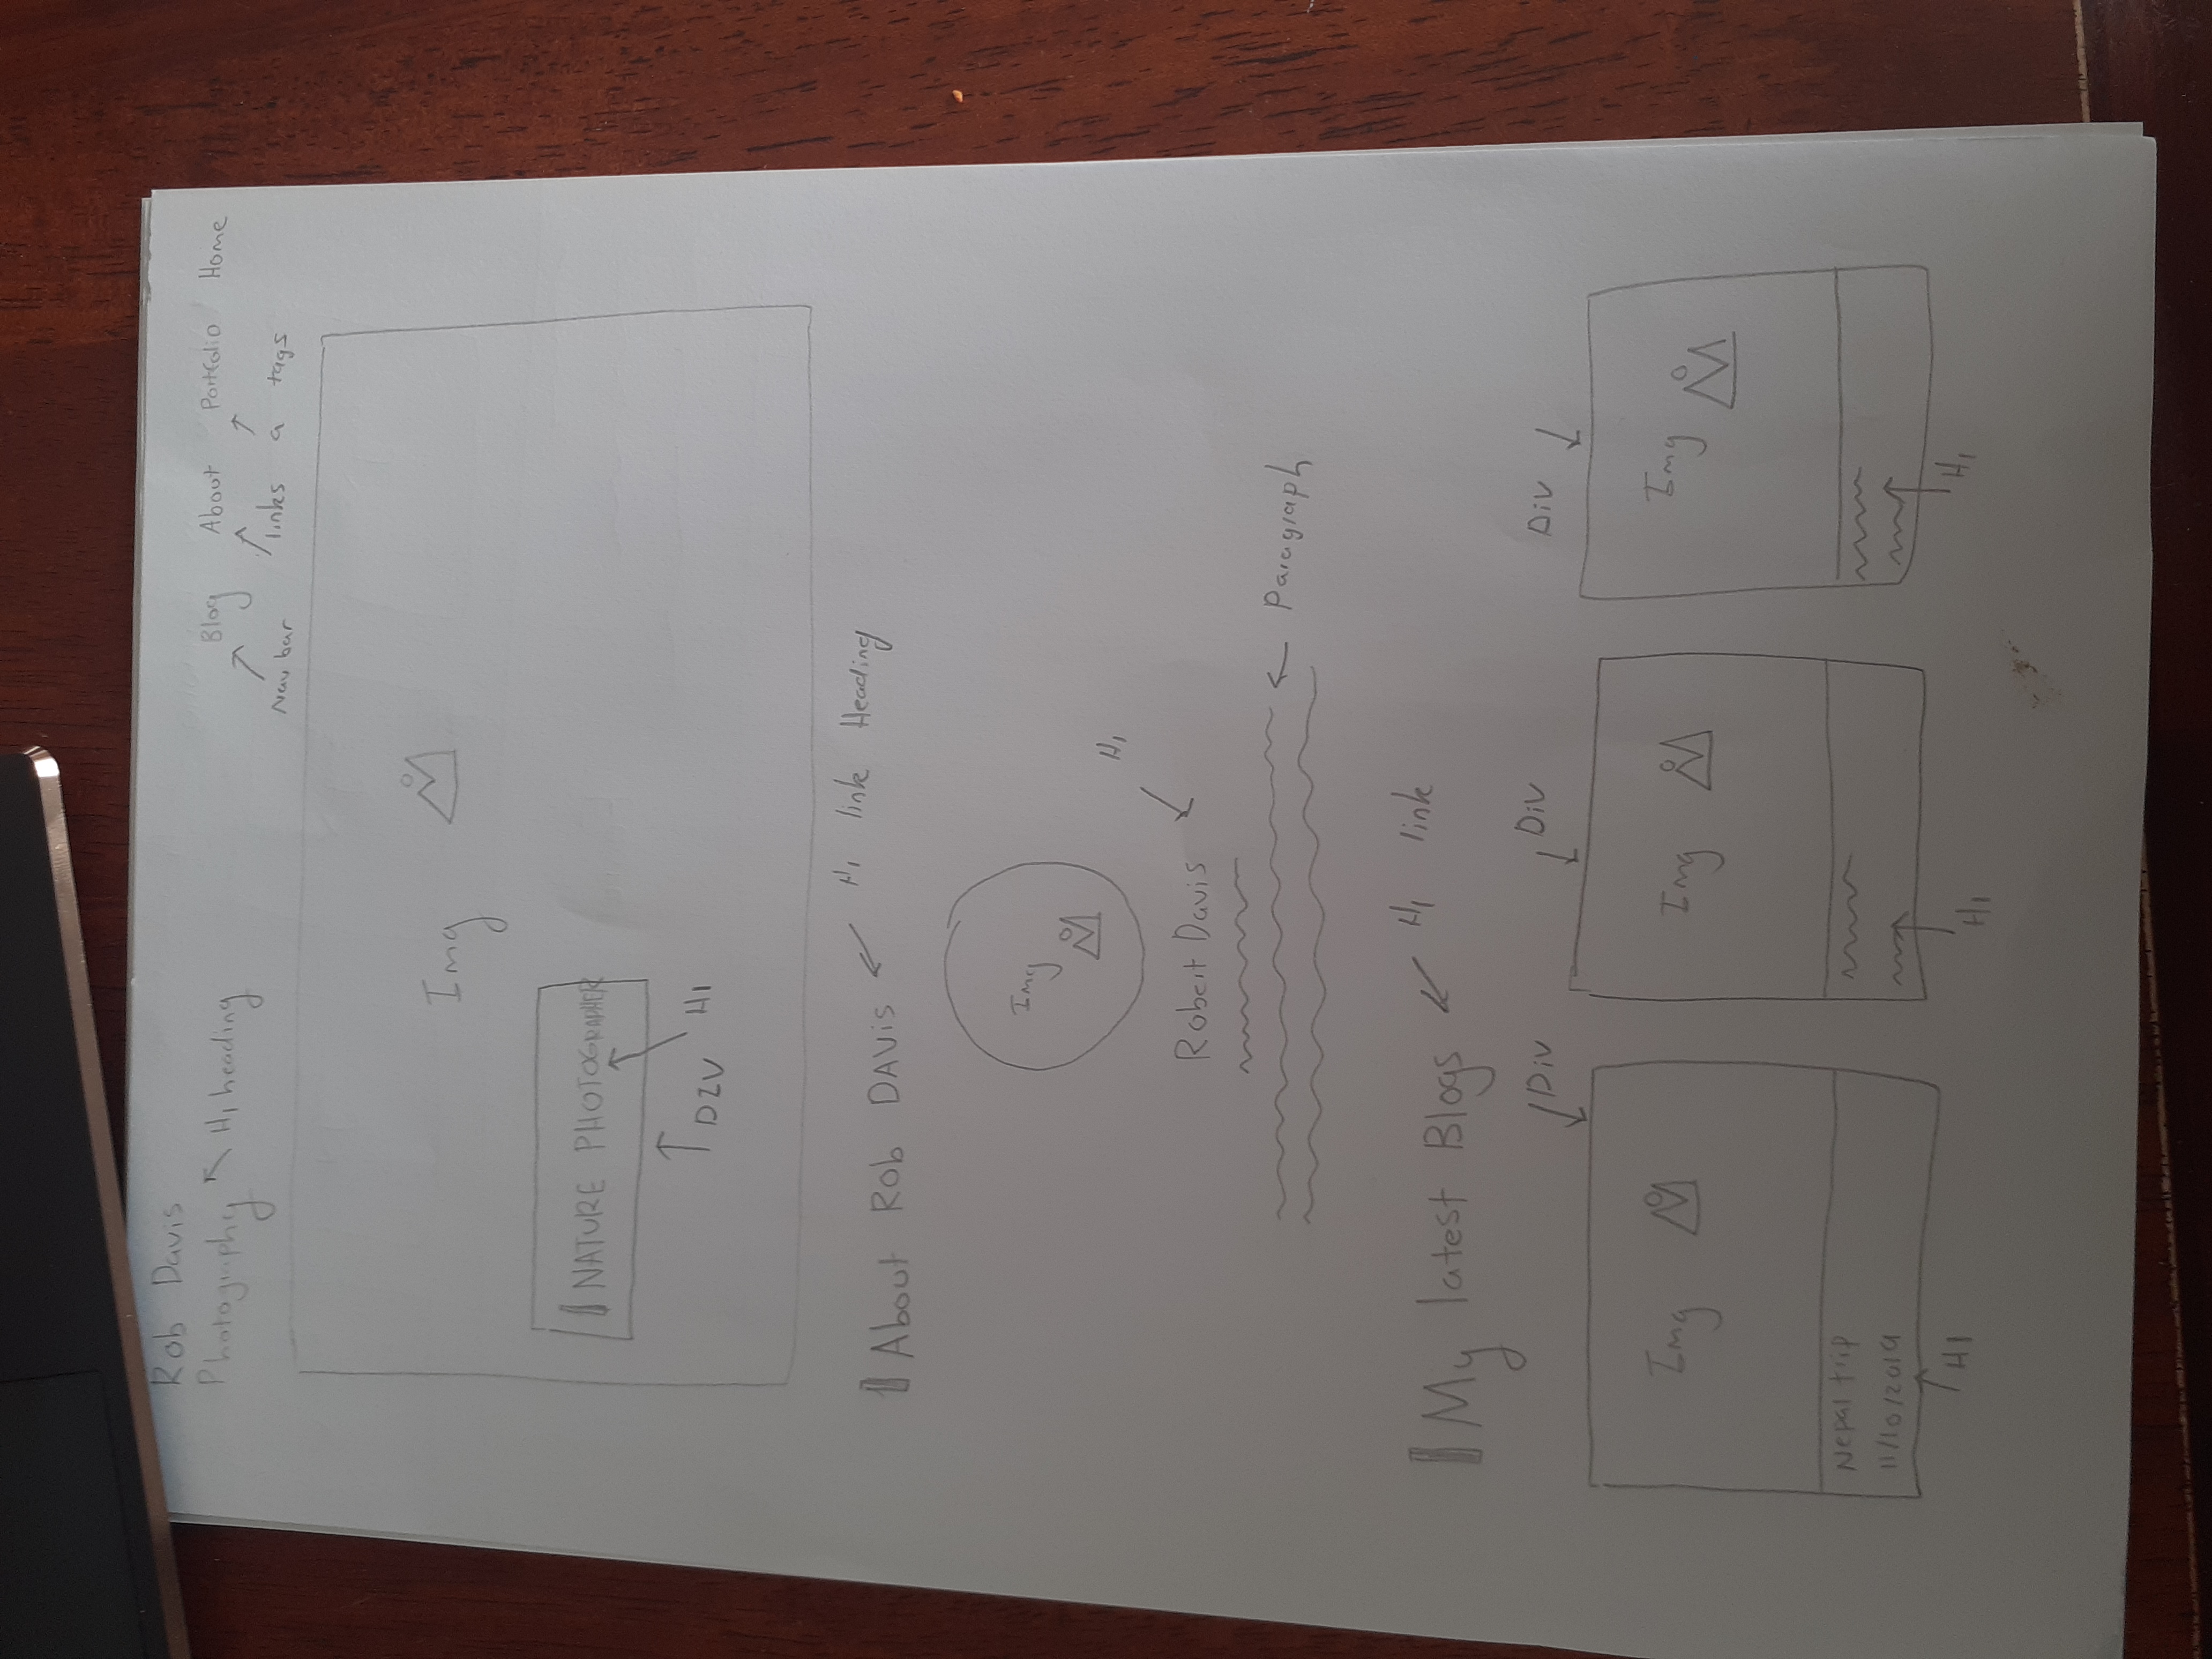 Rob Davis
Photography
H1 heading
Blog About Portfolio Home
Nav bar links a tags
Img
NATURE PHOTOGRAPHER
DIV H1
About Rob DAVis
H1 link Heading
Img
H1
Robert Davis
Paragraph
My latest Blogs
H1 link
Div Div Div
Img Img Img
Nepal trip
11/10/2019
H1 H1 H1